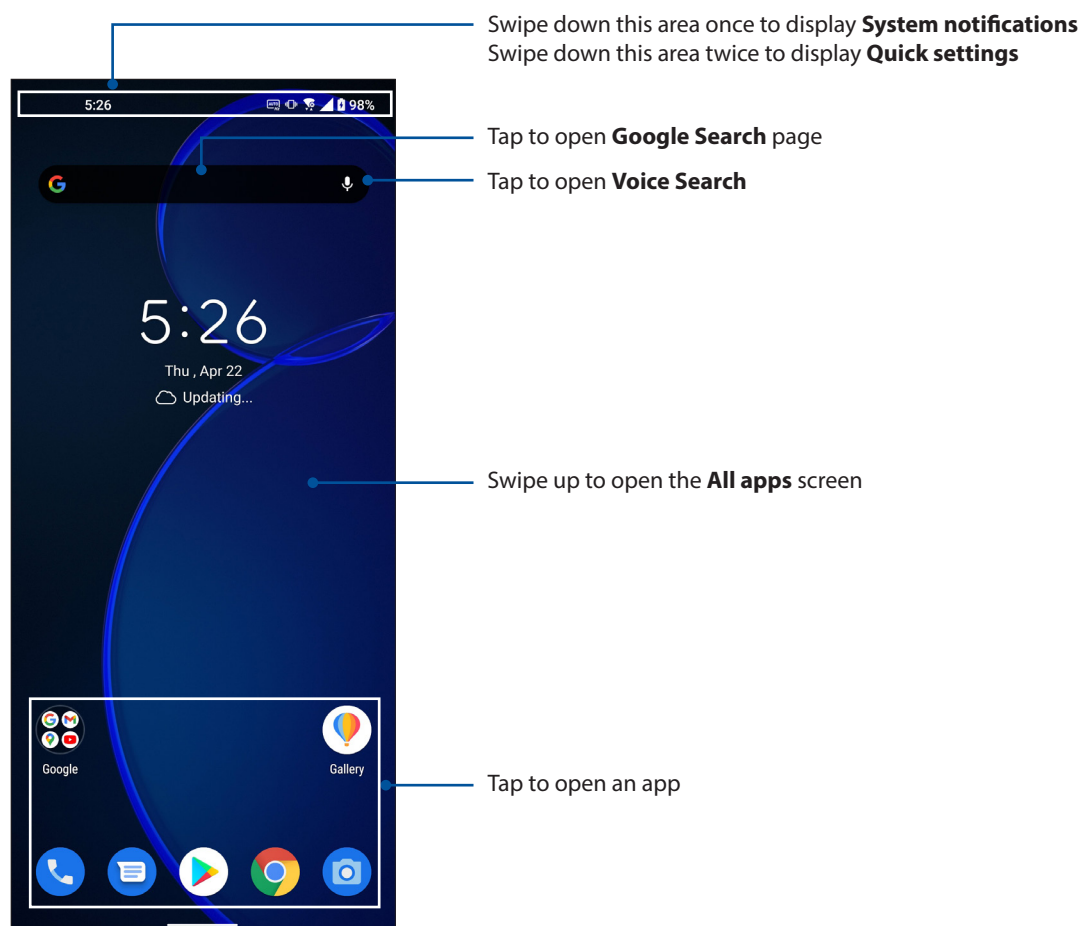 Swipe down this area once to display System notifications
Swipe down this area twice to display Quick settings
5:26
98%
Tap to open Google Search page
Tap to open Voice Search
5:26
Thu , Apr 22
Updating...
Swipe up to open the All apps screen
Google
Gallery
Tap to open an app